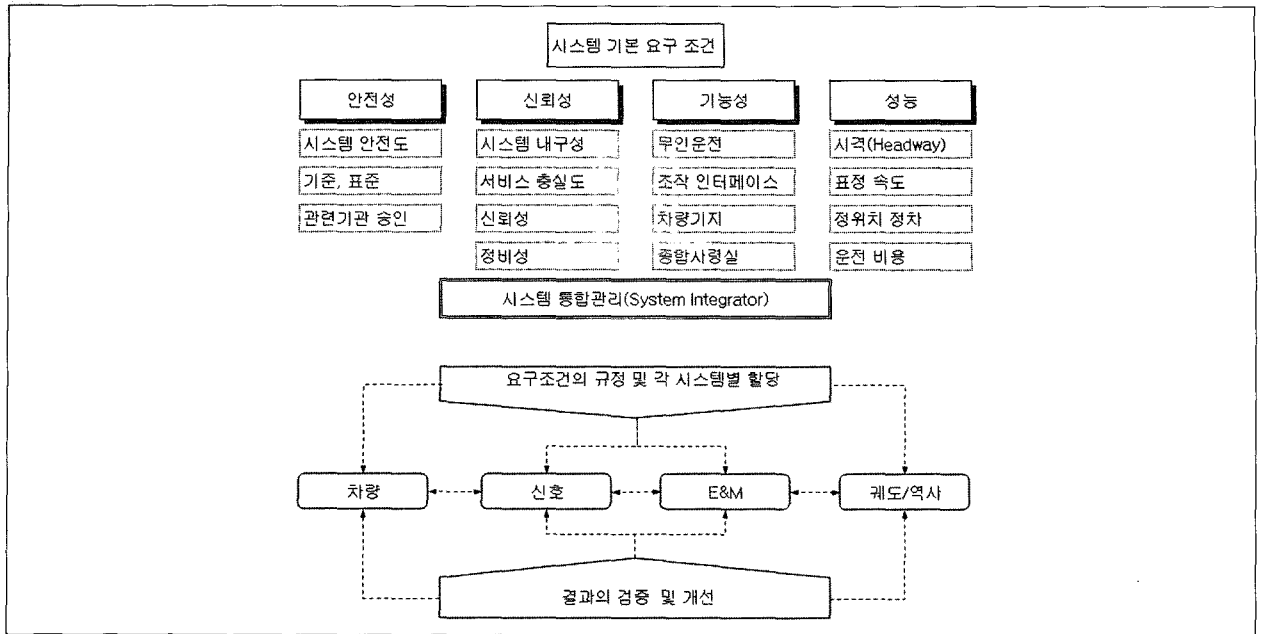 시스템 기본 요구 조건
안전성
시스템 안전도
기준, 표준
관련기관 승인
신뢰성
시스템 내구성
서비스 충실도
신뢰성
정비성
기능성
무인운전
조작 인터페이스
차량기지
종합사령실
성능
시격(Headway)
표정 속도
정위치 정차
운전 비용
시스템 통합관리(System Integrator)
요구조건의 규정 및 각 시스템별 할당
차량
신호
E&M
궤도/역사
결과의 검증 및 개선